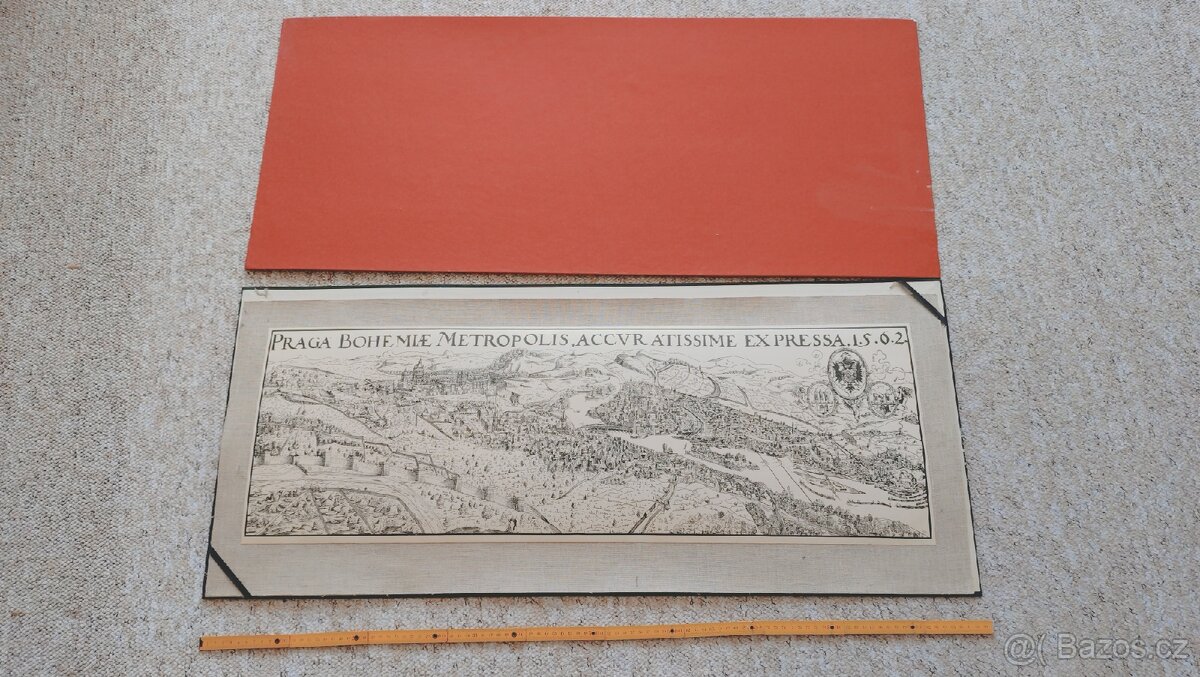 PRAGA BOHEMIÆ METROPOLIS. ACCVRATISSIME EXPRESSA.1.5.6.2.
@( Bazos.cz